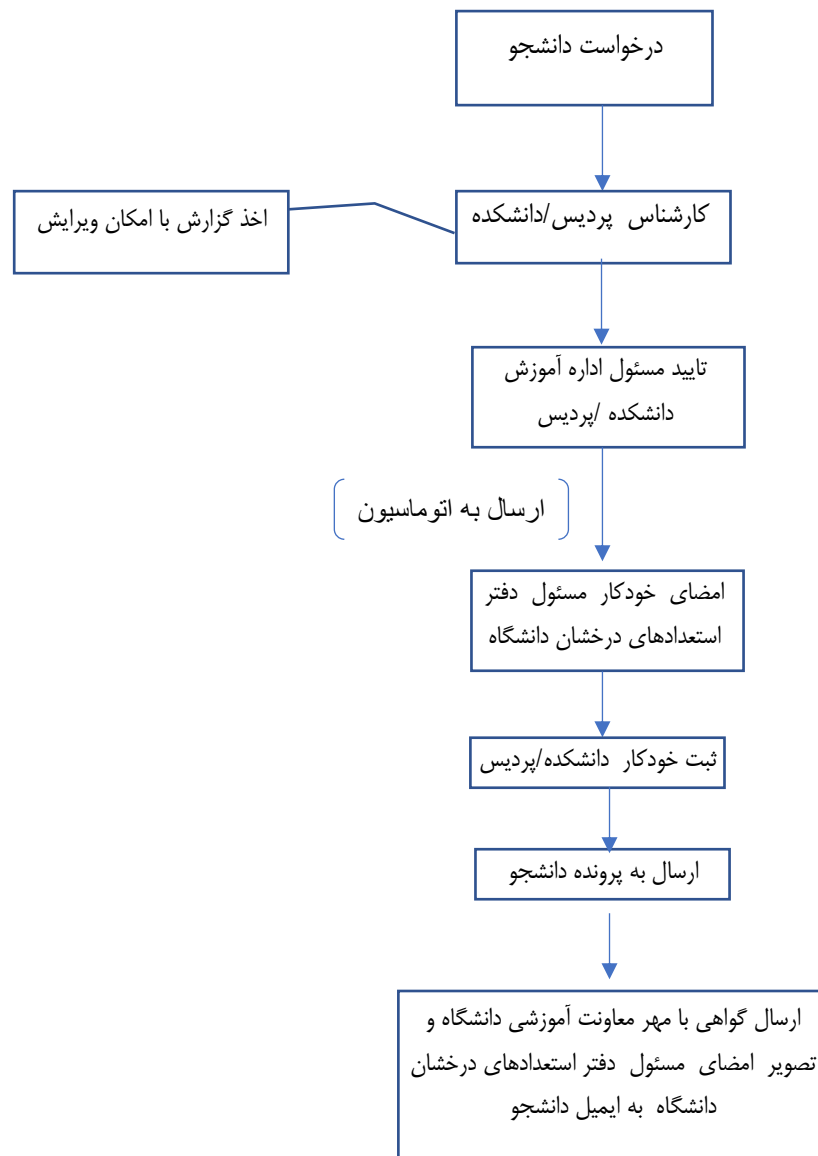 درخواست دانشجو
کارشناس پردیس/دانشکده
اخذ گزارش با امکان ویرایش
تایید مسئول اداره آموزش
دانشکده /پردیس
ارسال به اتوماسیون
امضای خودکار مسئول دفتر
استعدادهای درخشان دانشگاه
ثبت خودکار دانشکده/پردیس
ارسال به پرونده دانشجو
ارسال گواهی با مهر معاونت آموزشی دانشگاه و
تصویر امضای مسئول دفتر استعدادهای درخشان
دانشگاه به ایمیل دانشجو